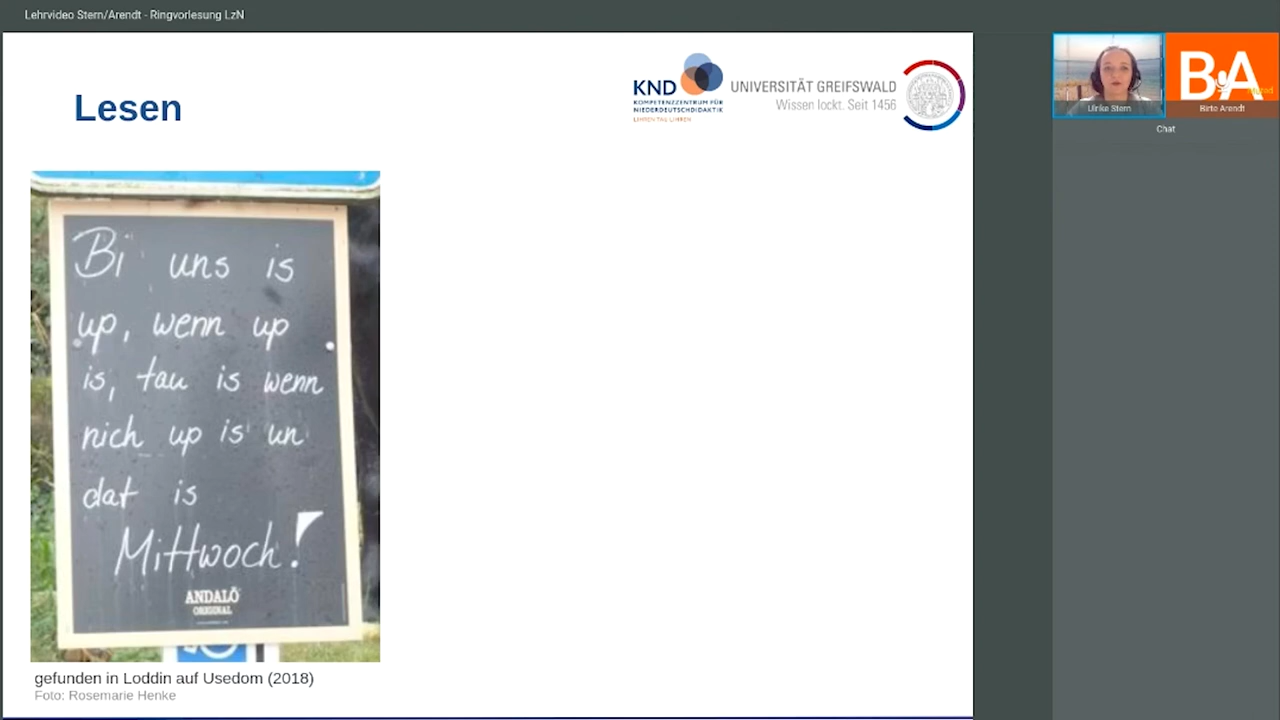 Lehrvideo Stern/Arendt - Ringvorlesung LzN
Lesen
KND
KOMPETENZZENTRUM FÜR
NIEDERDEUTSCHDIDAKTIK
UNIVERSITÄT GREIFSWALD
Wissen lockt. Seit 1456
Bi uns is
up, wenn up
is, tau is wenn
nich up is un
dat is
Mittwoch!
ANDALÖ
ORIGINAL
gefunden in Loddin auf Usedom (2018)
Foto: Rosemarie Henke
BA
Ulrike Stern
Birte Arendt
Chat